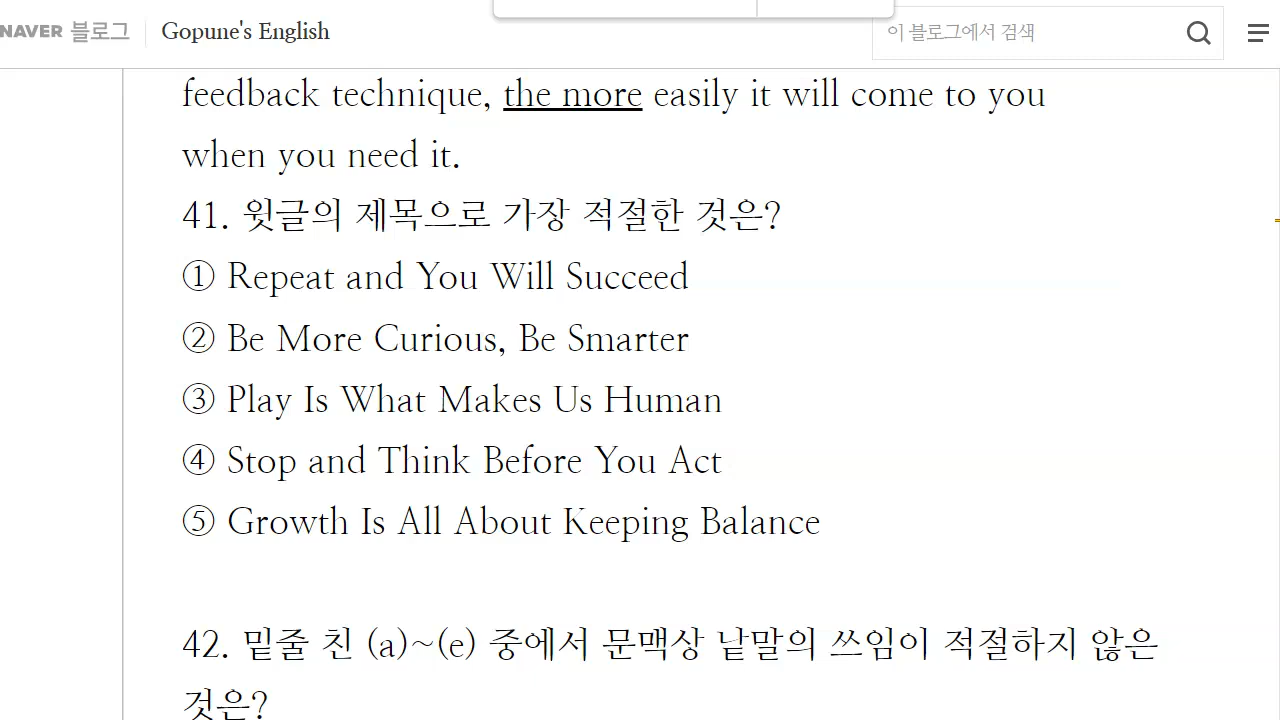 NAVER 블로그 Gopune's English 이 블로그에서 검색
feedback technique, the more easily it will come to you
when you need it.
41. 윗글의 제목으로 가장 적절한 것은?
① Repeat and You Will Succeed
② Be More Curious, Be Smarter
③ Play Is What Makes Us Human
④ Stop and Think Before You Act
⑤ Growth Is All About Keeping Balance
42. 밑줄 친 (a)~(e) 중에서 문맥상 낱말의 쓰임이 적절하지 않은
것은?